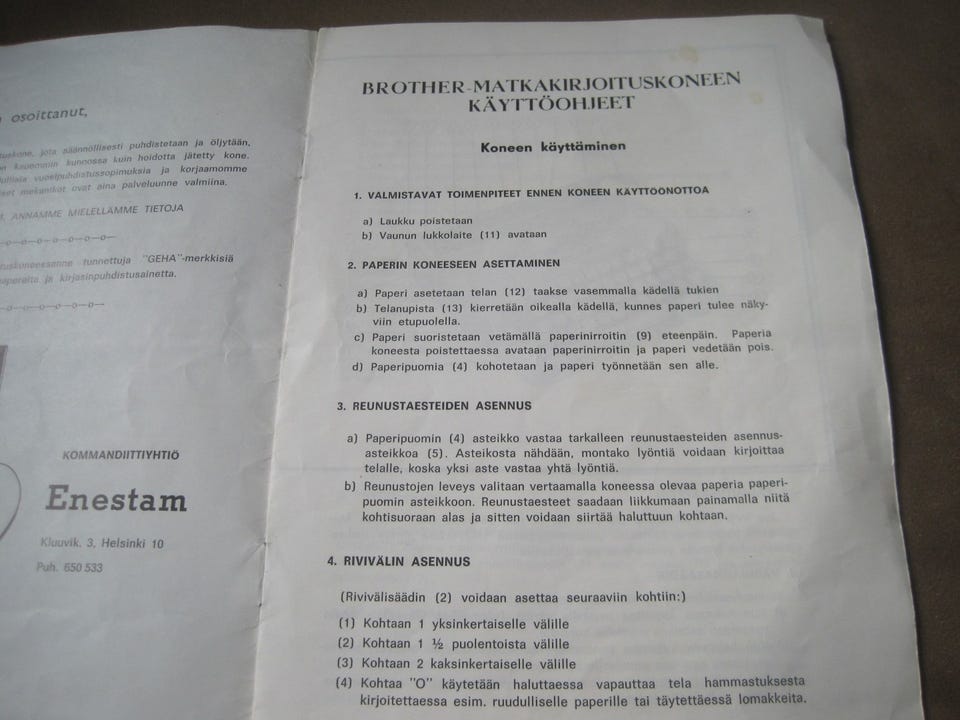 osoittanut,
jota säännöllisesti puhdistetaan ja öljytään,
kauemmin kunnossa kuin hoidotta jätetty kone.
vuosipuhdistussopimuksia ja korjaamomme
mekanikot ovat aina palveluunne valmiina.
ANNAMME MIELELLÄMME TIETOJA
—o—o—o—o—o—o—o—
tunnettuja "GEHA"-merkkisiä
ja kirjasinpuhdistusainetta.
—o—o—o—o—o—o—
KOMMANDIITTIYHTIÖ
Enestam
Kluuvik. 3, Helsinki 10
Puh. 650 533
BROTHER-MATKAKIRJOITUSKONEEN
KÄYTTÖOHJEET
Koneen käyttäminen
1. VALMISTAVAT TOIMENPITEET ENNEN KONEEN KÄYTTÖÖNOTTOA
a) Laukku poistetaan
b) Vaunun lukkolaite (11) avataan
2. PAPERIN KONEESEEN ASETTAMINEN
a) Paperi asetetaan telan (12) taakse vasemmalla kädellä tukien
b) Telanupista (13) kierretään oikealla kädellä, kunnes paperi tulee näky-
viin etupuolella.
c) Paperi suoristetaan vetämällä paperinirroitin (9) eteenpäin. Paperia
koneesta poistettaessa avataan paperinirroitin ja paperi vedetään pois.
d) Paperipuomia (4) kohotetaan ja paperi työnnetään sen alle.
3. REUNUSTAESTEIDEN ASENNUS
a) Paperipuomin (4) asteikko vastaa tarkalleen reunustaesteiden asennus-
asteikkoa (5). Asteikosta nähdään, montako lyöntiä voidaan kirjoittaa
telalle, koska yksi aste vastaa yhtä lyöntiä.
b) Reunustojen leveys valitaan vertaamalla koneessa olevaa paperia paperi-
puomin asteikkoon. Reunustaesteet saadaan liikkumaan painamalla niitä
kohtisuoraan alas ja sitten voidaan siirtää haluttuun kohtaan.
4. RIVIVÄLIN ASENNUS
(Rivivälisäädin (2) voidaan asettaa seuraaviin kohtiin:)
(1) Kohtaan 1 yksinkertaiselle välille
(2) Kohtaan 1 ½ puolentoista välille
(3) Kohtaan 2 kaksinkertaiselle välille
(4) Kohtaa "O" käytetään haluttaessa vapauttaa tela hammastuksesta
kirjoitettaessa esim. ruudulliselle paperille tai täytettäessä lomakkeita.